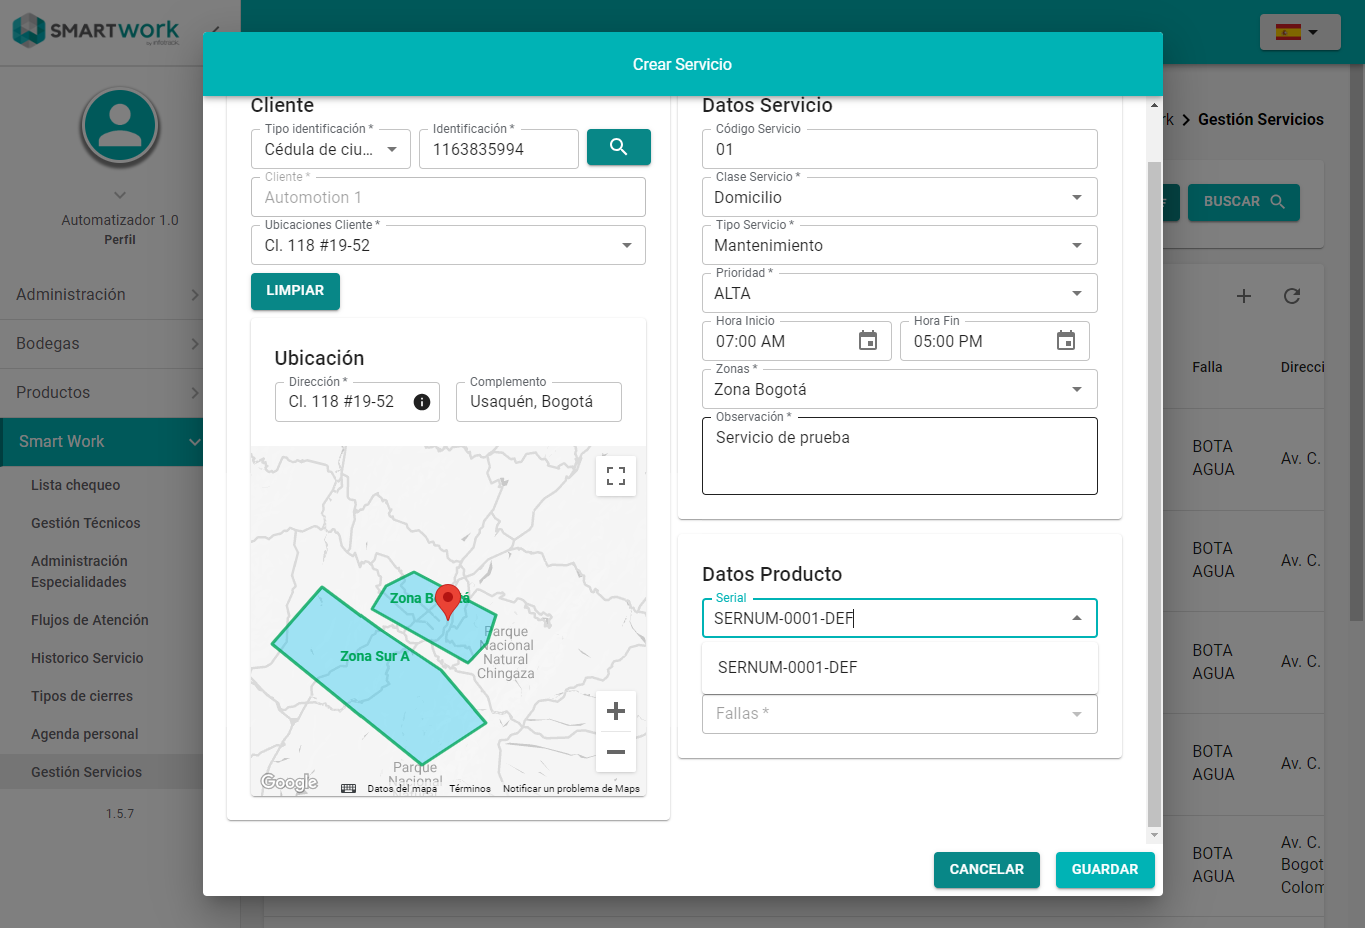 SMARTWORK
by infotrack
Crear Servicio
rk > Gestión Servicios
Automatizador 1.0
Perfil
BUSCAR
Administración
Bodegas
Productos
Smart Work
Lista chequeo
Gestión Técnicos
Administración
Especialidades
Flujos de Atención
Historico Servicio
Tipos de cierres
Agenda personal
Gestión Servicios
1.5.7
Cliente
Tipo identificación *
Cédula de ciu...
Identificación *
1163835994
Cliente *
Automotion 1
Ubicaciones Cliente *
Cl. 118 #19-52
LIMPIAR
Ubicación
Dirección *
Cl. 118 #19-52
Complemento
Usaquén, Bogotá
Zona Bogotá
Zona Sur A
Parque
Nacional
Natural
Chingaza
Parque
Nacional
Google
Datos del mapa
Términos
Notificar un problema de Maps
Datos Servicio
Código Servicio
01
Clase Servicio *
Domicilio
Tipo Servicio *
Mantenimiento
Prioridad *
ALTA
Hora Inicio
07:00 AM
Hora Fin
05:00 PM
Zonas *
Zona Bogotá
Observación *
Servicio de prueba
Datos Producto
Serial
SERNUM-0001-DEF
SERNUM-0001-DEF
Fallas *
CANCELAR
GUARDAR
Falla
Direcci
BOTA
AGUA
Av. C.
BOTA
AGUA
Av. C.
BOTA
AGUA
Av. C.
BOTA
AGUA
Av. C.
BOTA
AGUA
Av. C.
Bogot
Colom